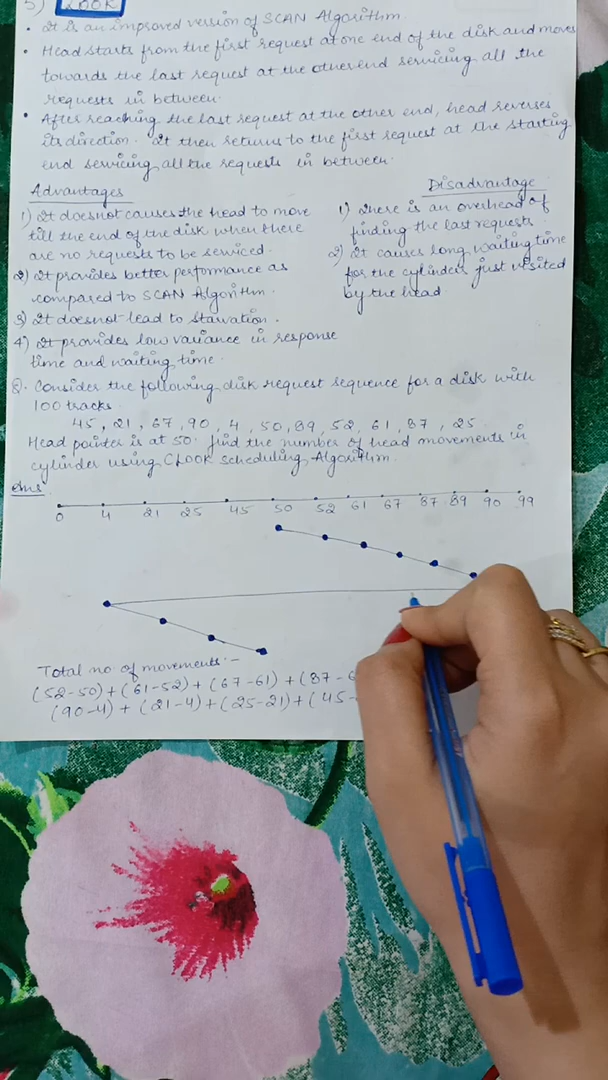 5) LOOK
• It is an improved version of SCAN Algorithm.
• Head starts from the first request at one end of the disk and moves
towards the last request at the other end servicing all the
requests in between.
• After reaching the last request at the other end, head reverses
its direction. It then returns to the first request at the starting
end servicing all the requests in between.
Advantages
1) It doesnot causes the head to move
till the end of the disk when there
are no requests to be serviced.
2) It provides better performance as
compared to SCAN Algorithm.
3) It doesnot lead to starvation.
4) It provides low variance in response
time and waiting time.
Disadvantage
1) There is an overhead of
finding the last requests.
2) It causes long waiting time
for the cylinders just visited
by the head
Q. Consider the following disk request sequence for a disk with
100 tracks
45, 21, 67, 90, 4, 50, 89, 52, 61, 87, 25
Head pointer is at 50. find the number of head movements in
cylinder using CLOOK scheduling Algorithm.
Ans.
0 4 21 25 45 50 52 61 67 87 89 90 99
Total no. of movements:-
(52-50)+(61-52)+(67-61)+(87-6
(90-4)+(21-4)+(25-21)+(45-